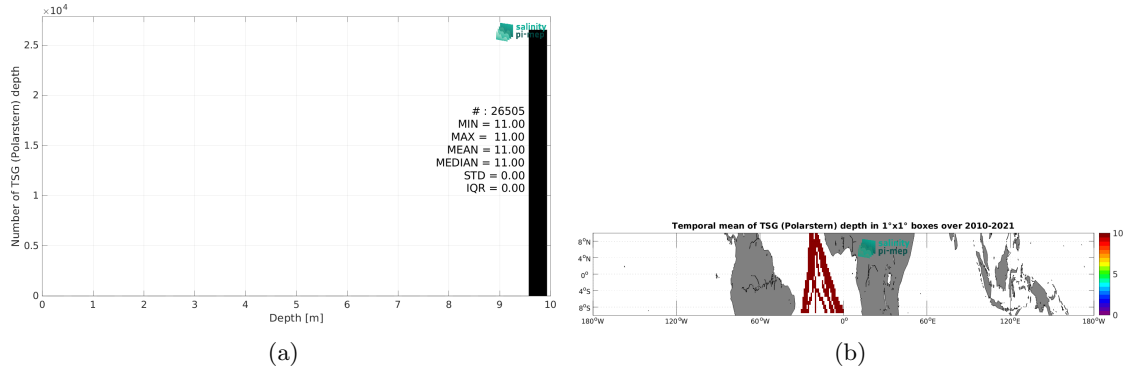 ×10⁴
salinity
pi-mep
2.5
2
1.5
1
0.5
0
# : 26505
MIN = 11.00
MAX = 11.00
MEAN = 11.00
MEDIAN = 11.00
STD = 0.00
IQR = 0.00
Number of TSG (Polarstern) depth
0 1 2 3 4 5 6 7 8 9 10
Depth [m]
(a)
Temporal mean of TSG (Polarstern) depth in 1°x1° boxes over 2010-2021
salinity
pi-mep
8°N
4°N
0°
4°S
8°S
180°W 120°W 60°W 0° 60°E 120°E 180°W
10
5
0
(b)